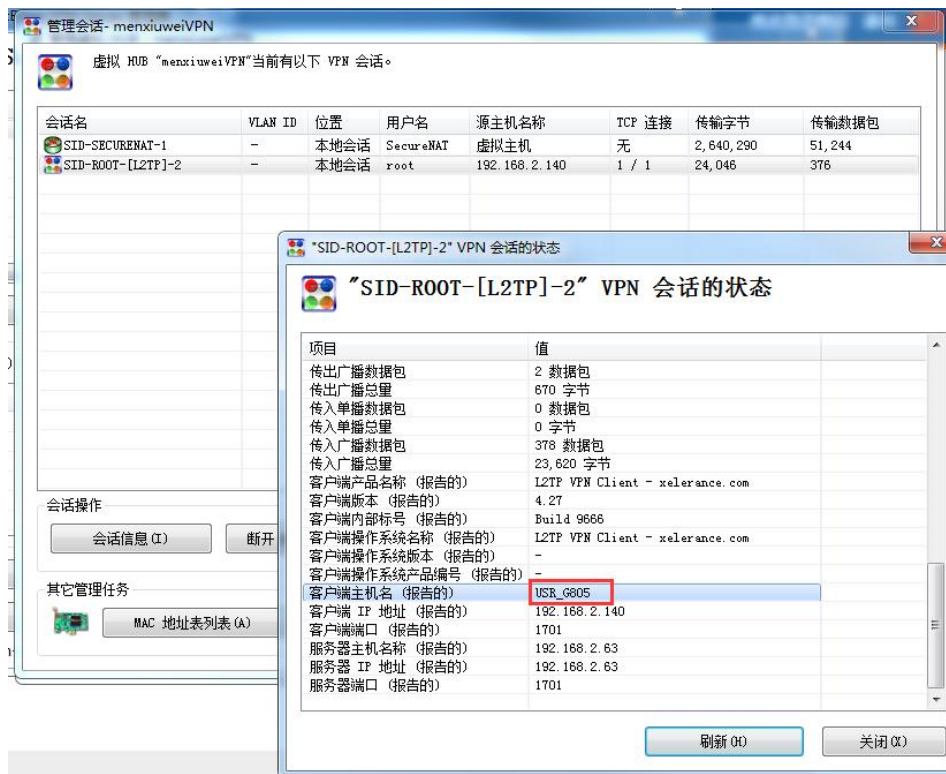 管理会话- menxiuweiVPN
虚拟 HUB "menxiuweiVPN"当前有以下 VPN 会话。
会话名 VLAN ID 位置 用户名 源主机名称 TCP 连接 传输字节 传输数据包
SID-SECURENAT-1 - 本地会话 SecureNAT 虚拟主机 无 2,640,290 51,244
SID-ROOT-[L2TP]-2 - 本地会话 root 192.168.2.140 1 / 1 24,046 376
"SID-ROOT-[L2TP]-2" VPN 会话的状态
"SID-ROOT-[L2TP]-2" VPN 会话的状态
项目 值
传出广播数据包 2 数据包
传出广播总量 670 字节
传入单播数据包 0 数据包
传入单播总量 0 字节
传入广播数据包 378 数据包
传入广播总量 23,620 字节
客户端产品名称 (报告的) L2TP VPN Client - xelerance.com
客户端版本 (报告的) 4.27
客户端内部标号 (报告的) Build 9666
客户端操作系统名称 (报告的) L2TP VPN Client - xelerance.com
客户端操作系统版本 (报告的) -
客户端操作系统产品编号 (报告的) -
客户端主机名 (报告的) USR_G805
客户端 IP 地址 (报告的) 192.168.2.140
客户端端口 (报告的) 1701
服务器主机名称 (报告的) 192.168.2.63
服务器 IP 地址 (报告的) 192.168.2.63
服务器端口 (报告的) 1701
会话操作
会话信息(I) 断开
其它管理任务
MAC 地址表列表(A)
刷新(H) 关闭(X)